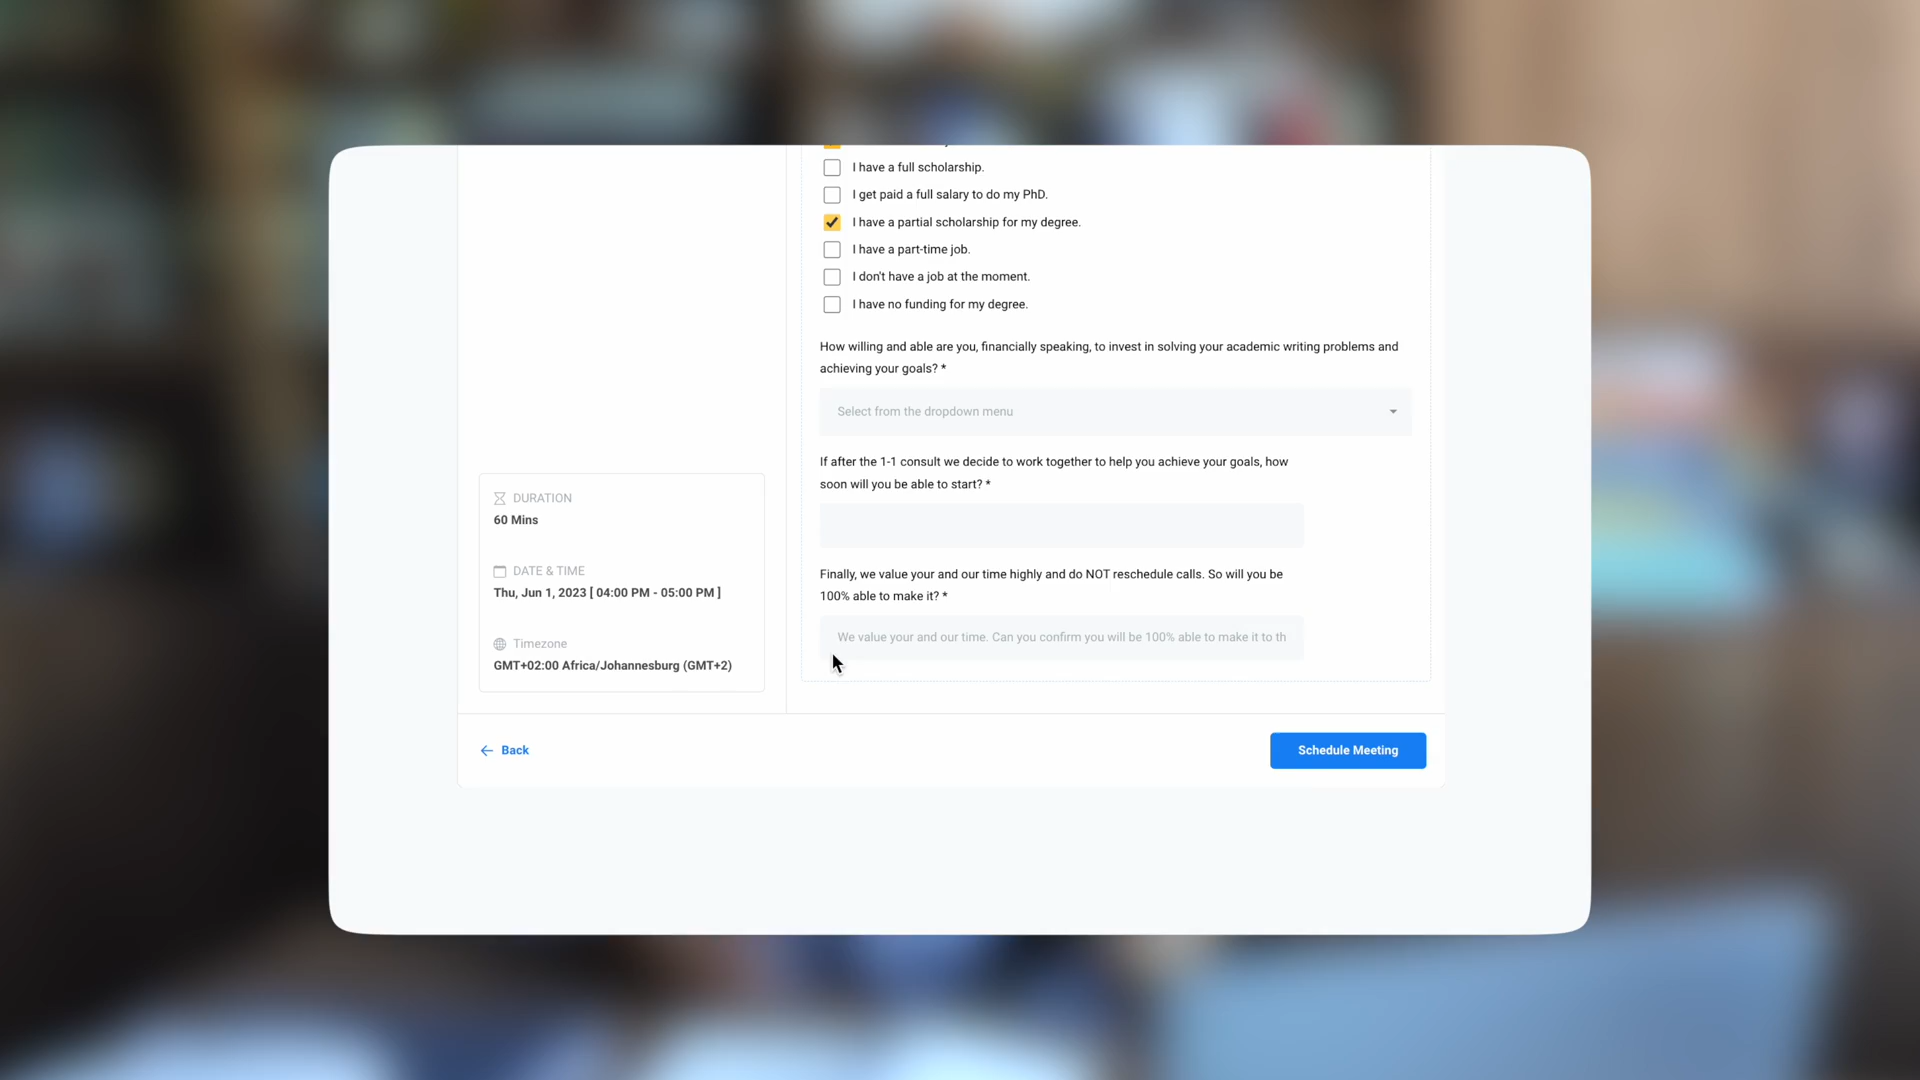 I have a full scholarship.
I get paid a full salary to do my PhD.
I have a partial scholarship for my degree.
I have a part-time job.
I don't have a job at the moment.
I have no funding for my degree.
How willing and able are you, financially speaking, to invest in solving your academic writing problems and
achieving your goals? *
Select from the dropdown menu
If after the 1-1 consult we decide to work together to help you achieve your goals, how
soon will you be able to start? *
Finally, we value your and our time highly and do NOT reschedule calls. So will you be
100% able to make it? *
We value your and our time. Can you confirm you will be 100% able to make it to th
DURATION
60 Mins
DATE & TIME
Thu, Jun 1, 2023 [ 04:00 PM - 05:00 PM ]
Timezone
GMT+02:00 Africa/Johannesburg (GMT+2)
Back
Schedule Meeting